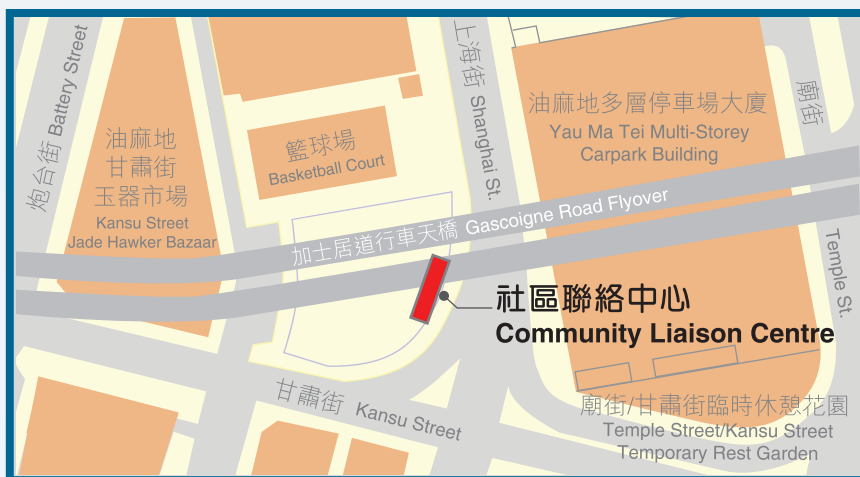 炮台街 Battery Street
油麻地
甘肅街
玉器市場
Kansu Street
Jade Hawker Bazaar
籃球場
Basketball Court
上海街 Shanghai St.
油麻地多層停車場大廈
Yau Ma Tei Multi-Storey
Carpark Building
廟街
Temple St.
加士居道行車天橋 Gascoigne Road Flyover
社區聯絡中心
Community Liaison Centre
甘肅街 Kansu Street
廟街/甘肅街臨時休憩花園
Temple Street/Kansu Street
Temporary Rest Garden